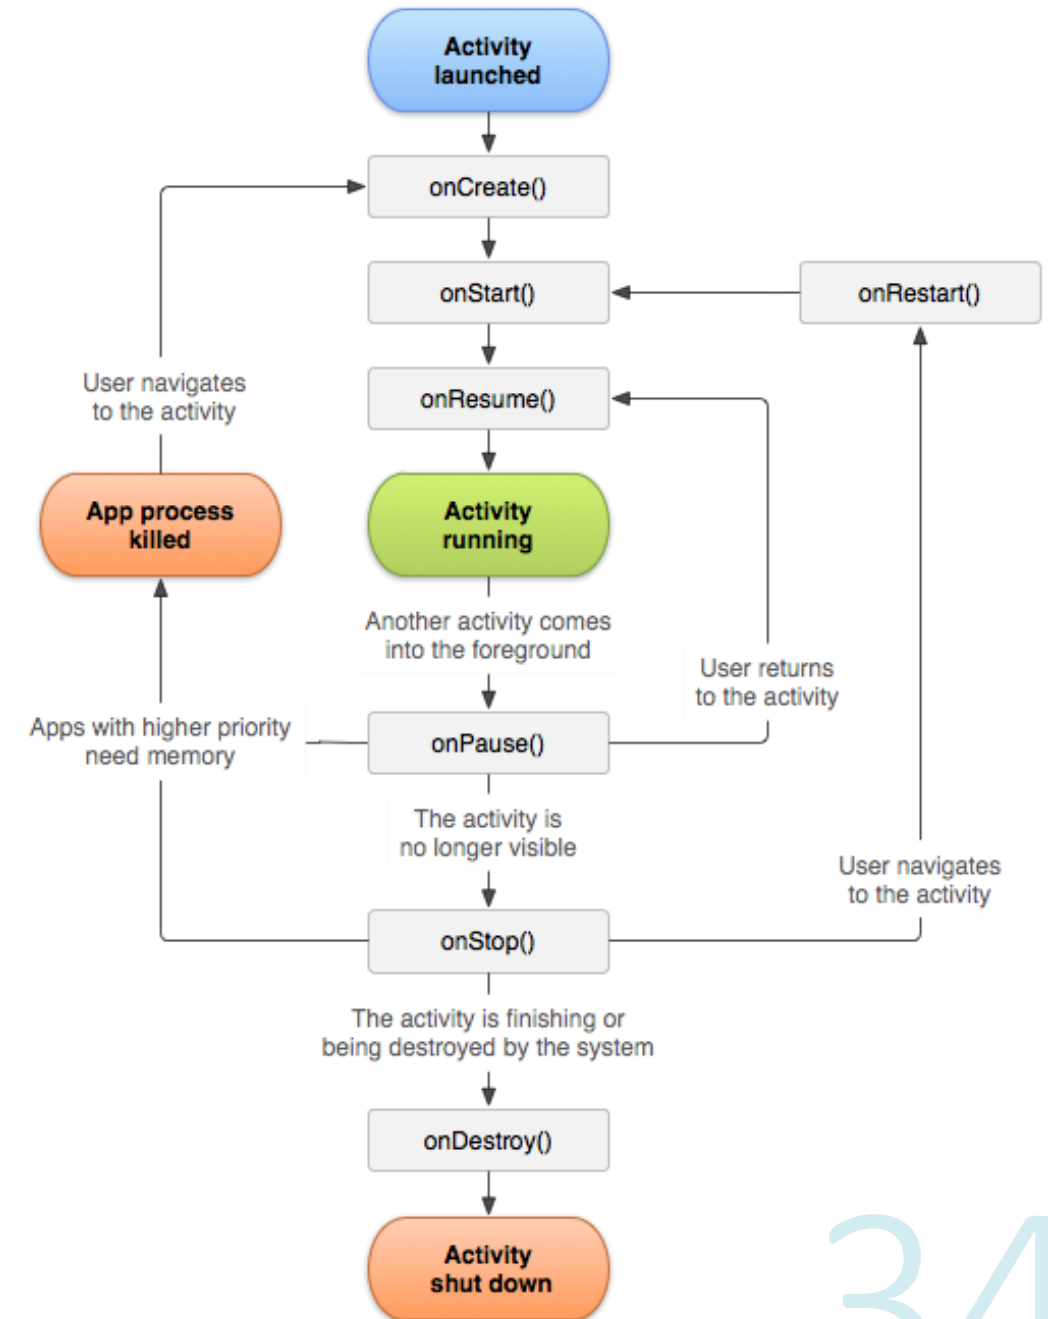 Activity
launched
onCreate()
onStart()
onRestart()
User navigates
to the activity
onResume()
App process
killed
Activity
running
Another activity comes
into the foreground
User returns
to the activity
Apps with higher priority
need memory
onPause()
The activity is
no longer visible
User navigates
to the activity
onStop()
The activity is finishing or
being destroyed by the system
onDestroy()
Activity
shut down
34